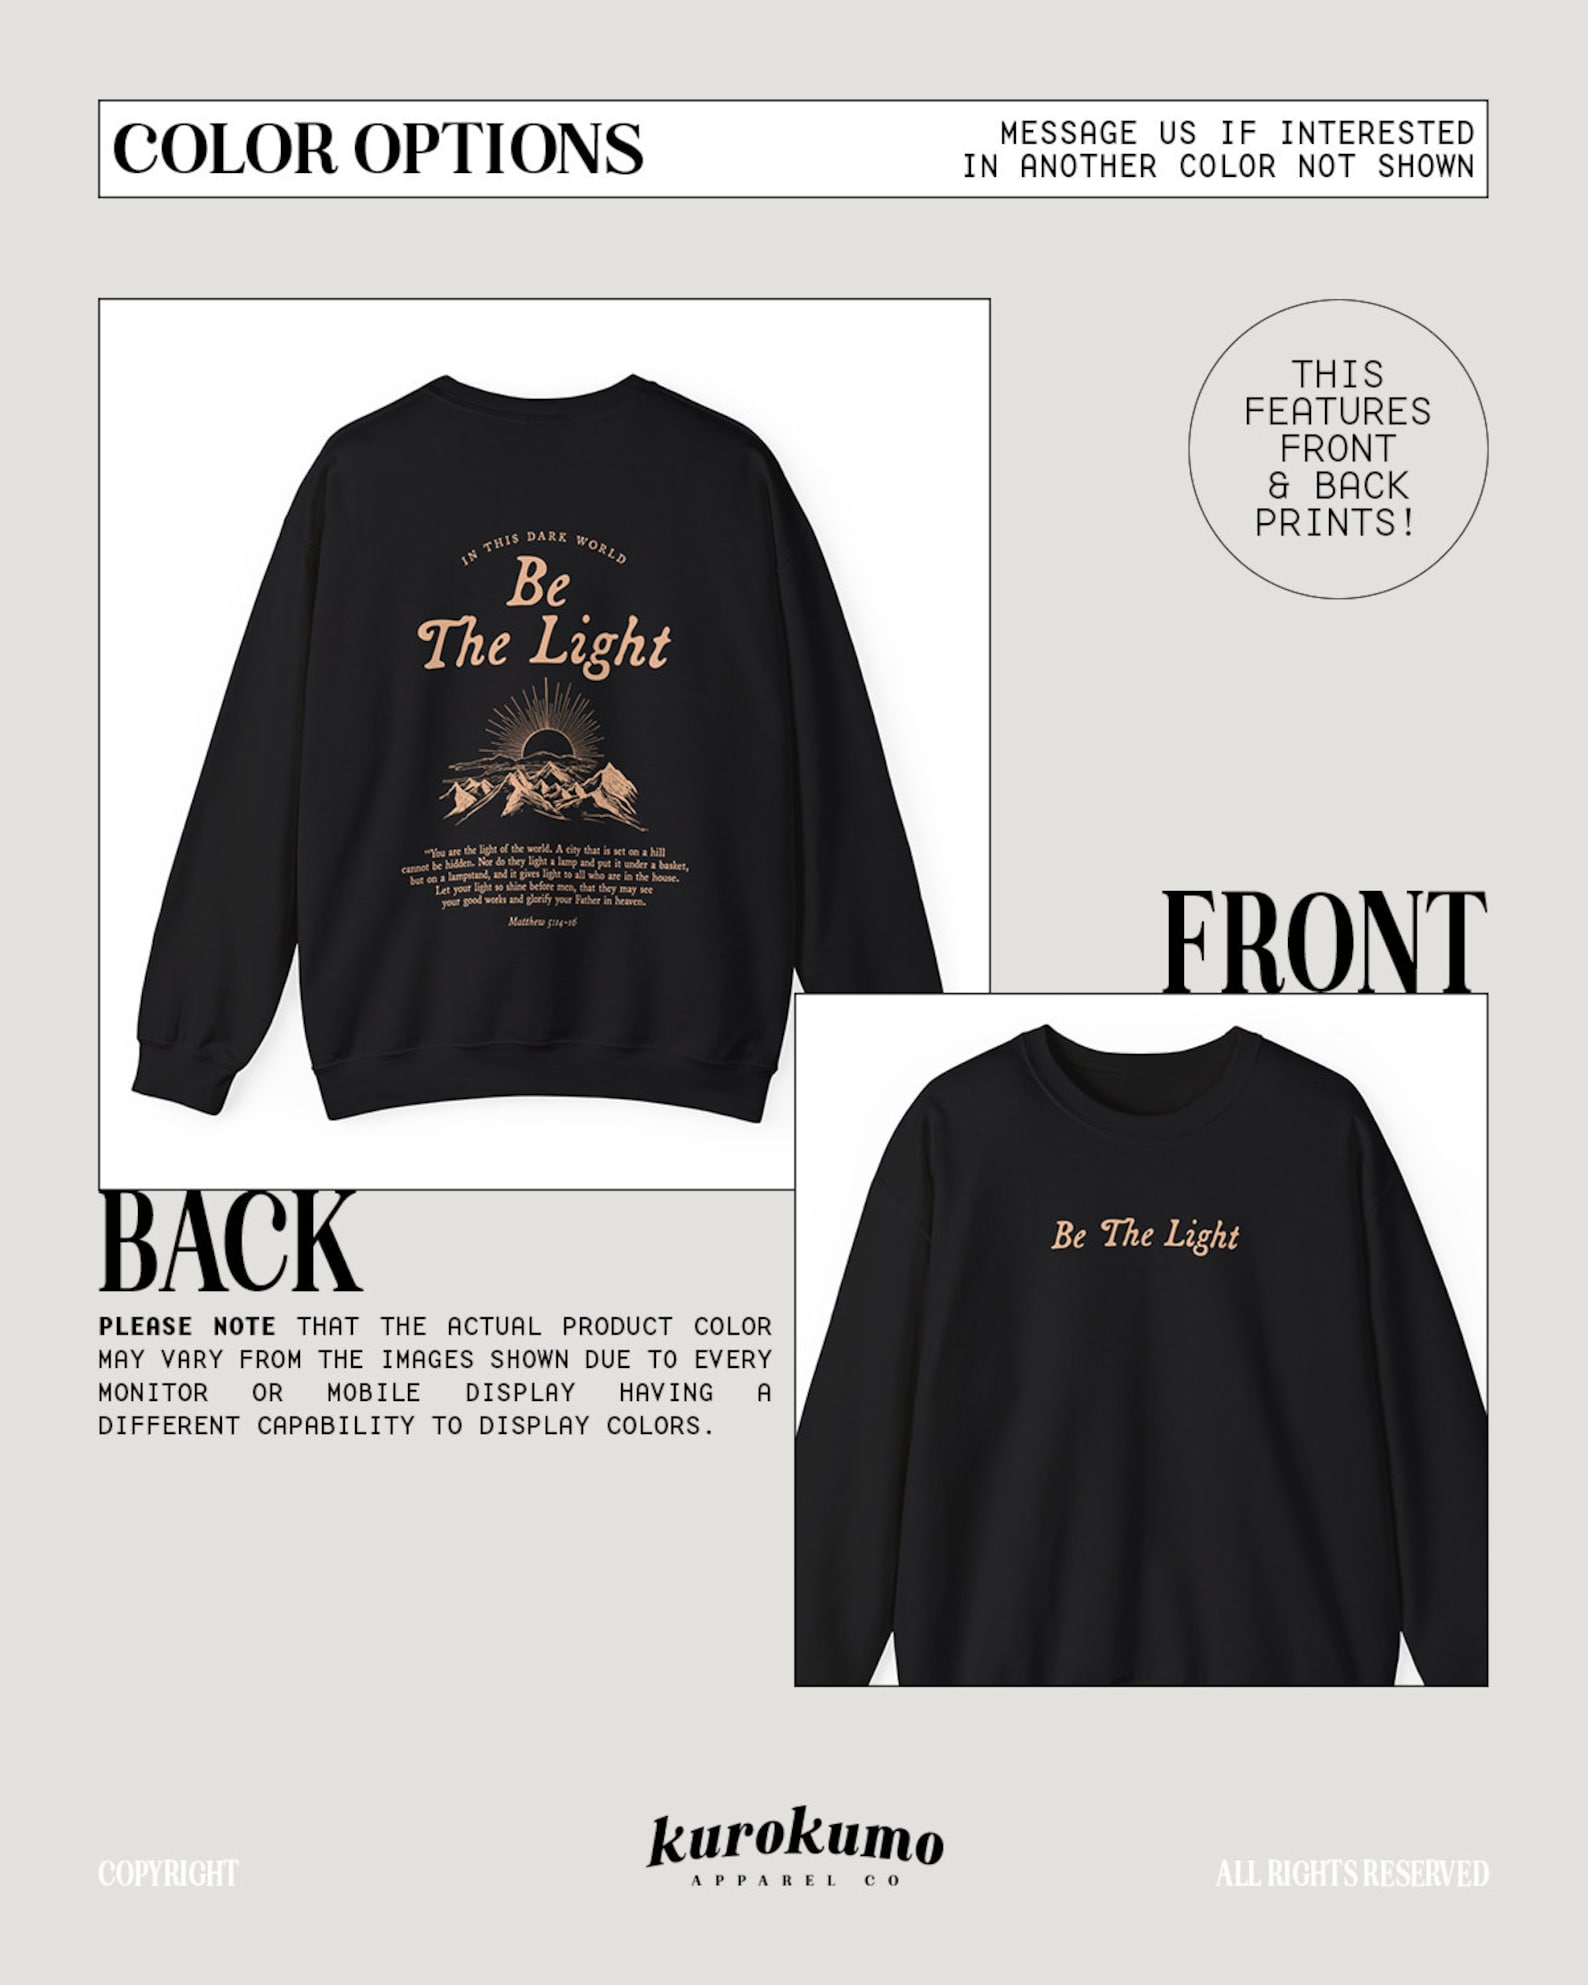 COLOR OPTIONS
MESSAGE US IF INTERESTED
IN ANOTHER COLOR NOT SHOWN
THIS
FEATURES
FRONT
& BACK
PRINTS!
IN THIS DARK WORLD
Be
The Light
"You are the light of the world. A city that is set on a hill
cannot be hidden. Nor do they light a lamp and put it under a basket,
but on a lampstand, and it gives light to all who are in the house.
Let your light so shine before men, that they may see
your good works and glorify your Father in heaven.
Matthew 5:14-16
BACK
PLEASE NOTE THAT THE ACTUAL PRODUCT COLOR
MAY VARY FROM THE IMAGES SHOWN DUE TO EVERY
MONITOR OR MOBILE DISPLAY HAVING A
DIFFERENT CAPABILITY TO DISPLAY COLORS.
FRONT
Be The Light
COPYRIGHT
kurokumo
APPAREL CO
ALL RIGHTS RESERVED